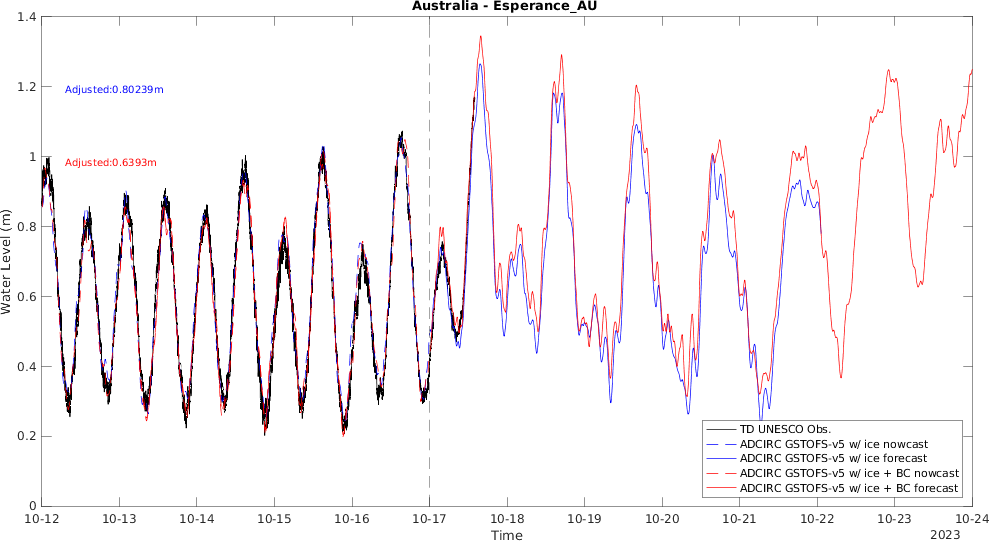 Australia - Esperance_AU
1.4
1.2
1
0.8
0.6
0.4
0.2
0
Water Level (m)
Adjusted:0.80239m
Adjusted:0.6393m
TD UNESCO Obs.
ADCIRC GSTOFS-v5 w/ ice nowcast
ADCIRC GSTOFS-v5 w/ ice forecast
ADCIRC GSTOFS-v5 w/ ice + BC nowcast
ADCIRC GSTOFS-v5 w/ ice + BC forecast
10-12 10-13 10-14 10-15 10-16 10-17 10-18 10-19 10-20 10-21 10-22 10-23 10-24
Time
2023